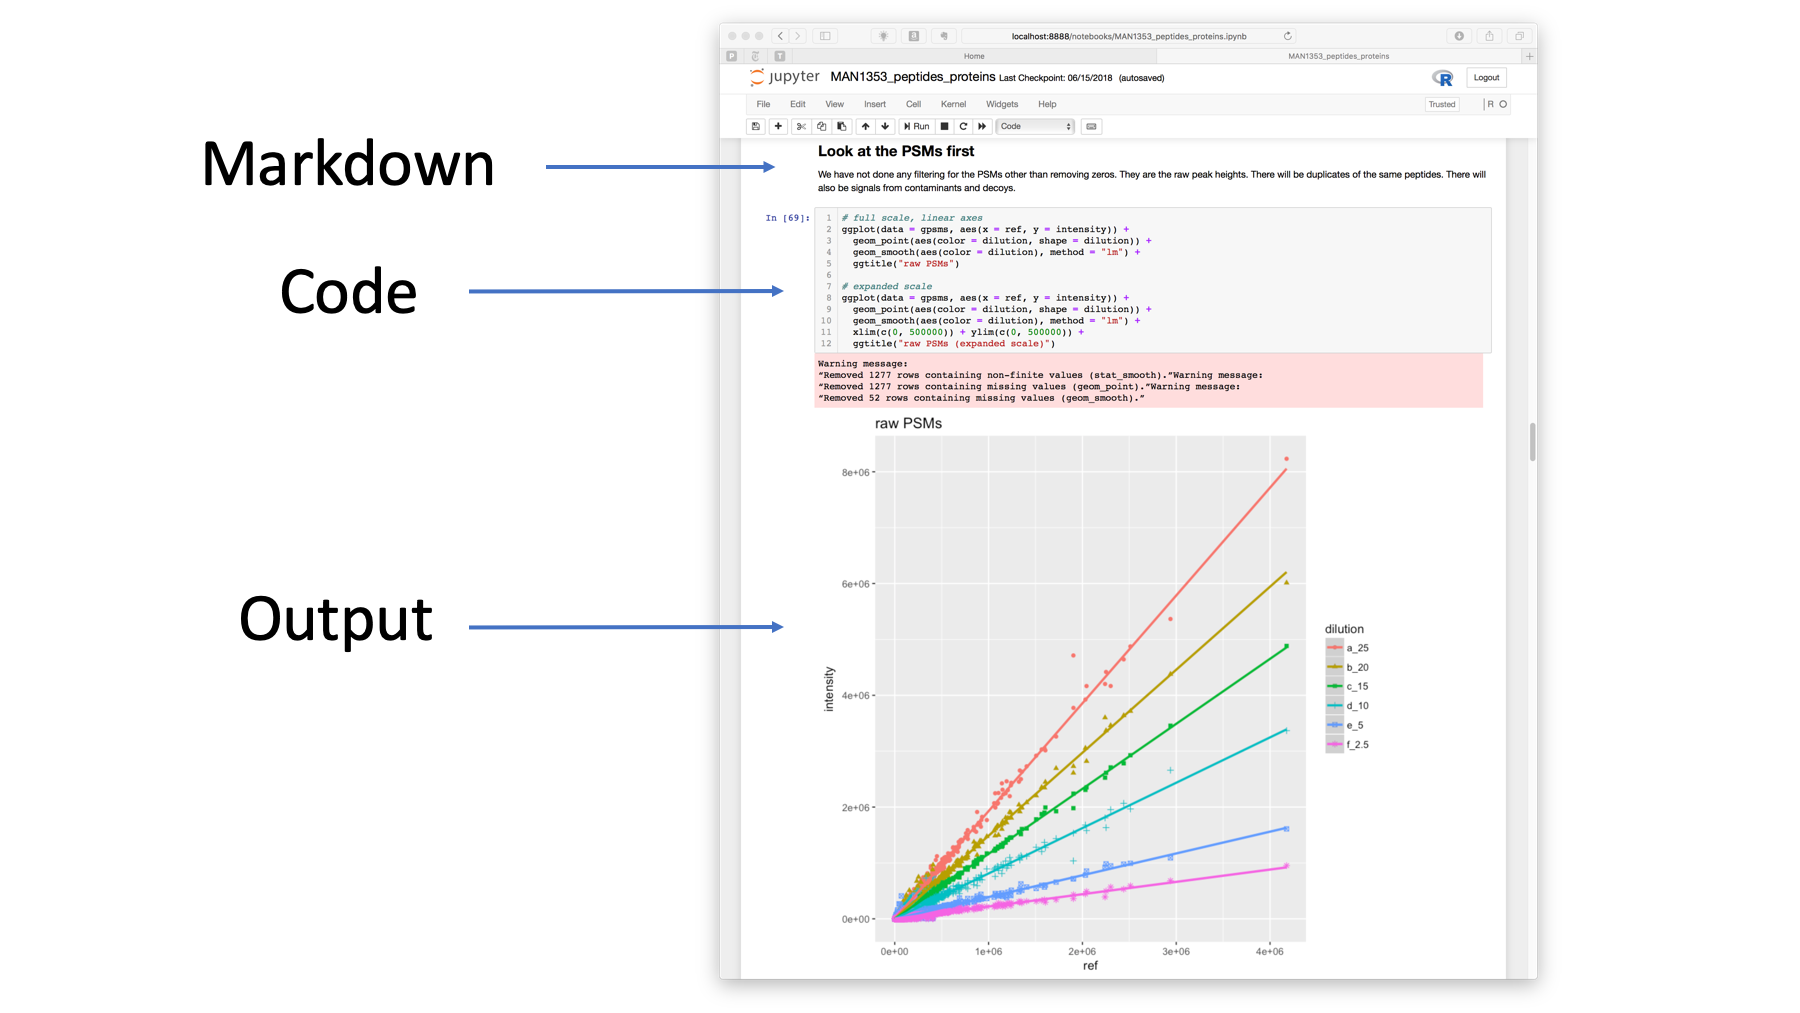 localhost:8888/notebooks/MAN1353_peptides_proteins.ipynb
Home
MAN1353_peptides_proteins
jupyter MAN1353_peptides_proteins Last Checkpoint: 06/15/2018 (autosaved)
Logout
File Edit View Insert Cell Kernel Widgets Help
Trusted
R
Run
Code
Markdown
Look at the PSMs first
We have not done any filtering for the PSMs other than removing zeros. They are the raw peak heights. There will be duplicates of the same peptides. There will
also be signals from contaminants and decoys.
Code
In [69]:
1 # full scale, linear axes
2 ggplot(data = gpsms, aes(x = ref, y = intensity)) +
3 geom_point(aes(color = dilution, shape = dilution)) +
4 geom_smooth(aes(color = dilution), method = "lm") +
5 ggtitle("raw PSMs")
6
7 # expanded scale
8 ggplot(data = gpsms, aes(x = ref, y = intensity)) +
9 geom_point(aes(color = dilution, shape = dilution)) +
10 geom_smooth(aes(color = dilution), method = "lm") +
11 xlim(c(0, 500000)) + ylim(c(0, 500000)) +
12 ggtitle("raw PSMs (expanded scale)")
Warning message:
“Removed 1277 rows containing non-finite values (stat_smooth).”Warning message:
“Removed 1277 rows containing missing values (geom_point).”Warning message:
“Removed 52 rows containing missing values (geom_smooth).”
Output
raw PSMs
8e+06
6e+06
4e+06
2e+06
0e+00
intensity
0e+00 1e+06 2e+06 3e+06 4e+06
ref
dilution
a_25
b_20
c_15
d_10
e_5
f_2.5